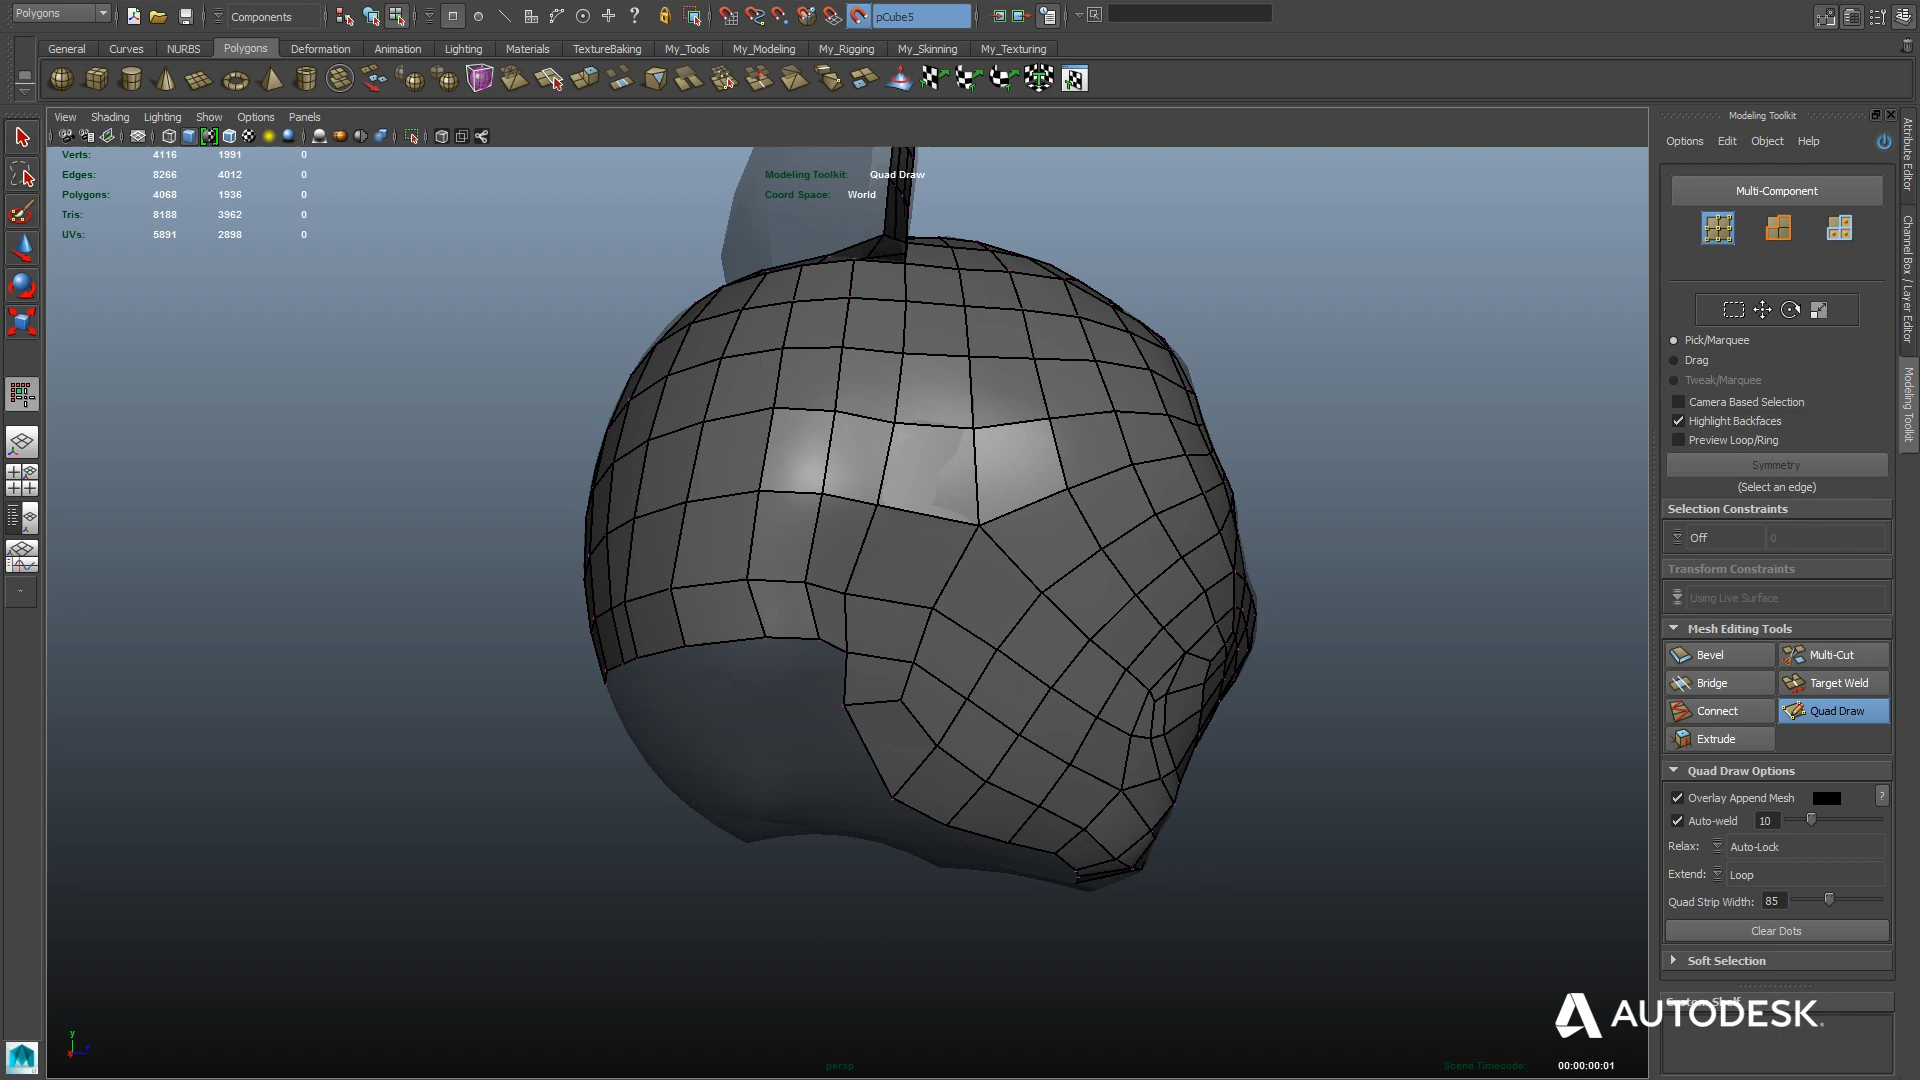 Polygons
Components
pCube5
General Curves NURBS Polygons Deformation Animation Lighting Materials TextureBaking My_Tools My_Modeling My_Rigging My_Skinning My_Texturing
View Shading Lighting Show Options Panels
Verts: 4116 1991 0
Edges: 8266 4012 0
Polygons: 4068 1936 0
Tris: 8188 3962 0
UVs: 5891 2898 0
Modeling Toolkit: Quad Draw
Coord Space: World
persp
Scene Timecode: 00:00:00:01
y
Modeling Toolkit
Options Edit Object Help
Multi-Component
Pick/Marquee
Drag
Tweak/Marquee
Camera Based Selection
Highlight Backfaces
Preview Loop/Ring
Symmetry
(Select an edge)
Selection Constraints
Off 0
Transform Constraints
Using Live Surface
Mesh Editing Tools
Bevel Multi-Cut
Bridge Target Weld
Connect Quad Draw
Extrude
Quad Draw Options
Overlay Append Mesh ?
Auto-weld 10
Relax: Auto-Lock
Extend: Loop
Quad Strip Width: 85
Clear Dots
Soft Selection
Custom Shelf
AUTODESK.
Attribute Editor
Channel Box / Layer Editor
Modeling Toolkit